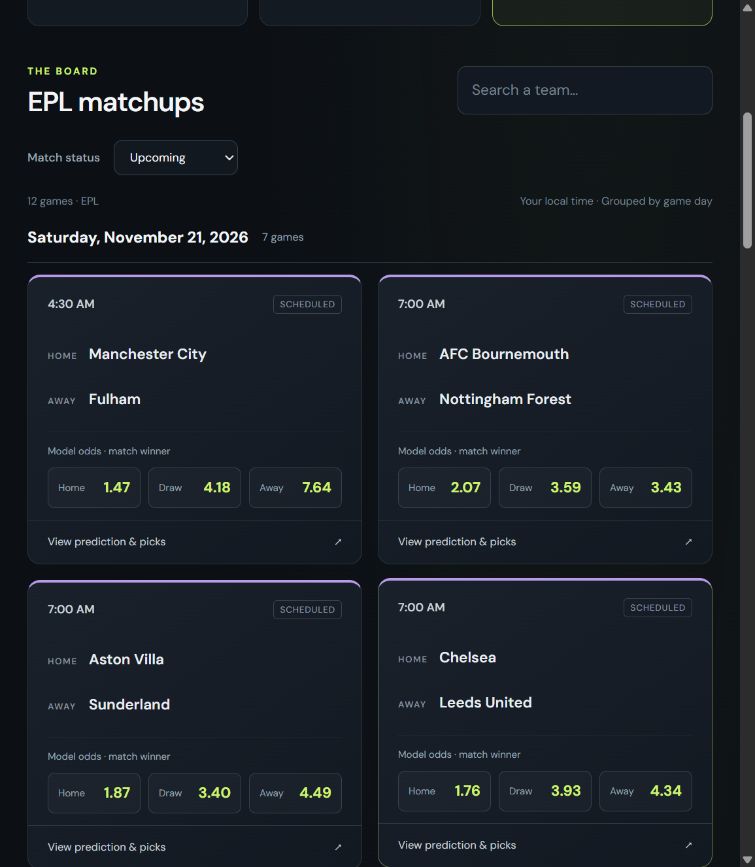 THE BOARD
EPL matchups
Search a team...
Match status
Upcoming
12 games · EPL
Your local time · Grouped by game day
Saturday, November 21, 2026
7 games
4:30 AM
SCHEDULED
HOME Manchester City
AWAY Fulham
Model odds · match winner
Home 1.47 Draw 4.18 Away 7.64
View prediction & picks ↗
7:00 AM
SCHEDULED
HOME AFC Bournemouth
AWAY Nottingham Forest
Model odds · match winner
Home 2.07 Draw 3.59 Away 3.43
View prediction & picks ↗
7:00 AM
SCHEDULED
HOME Aston Villa
AWAY Sunderland
Model odds · match winner
Home 1.87 Draw 3.40 Away 4.49
View prediction & picks ↗
7:00 AM
SCHEDULED
HOME Chelsea
AWAY Leeds United
Model odds · match winner
Home 1.76 Draw 3.93 Away 4.34
View prediction & picks ↗